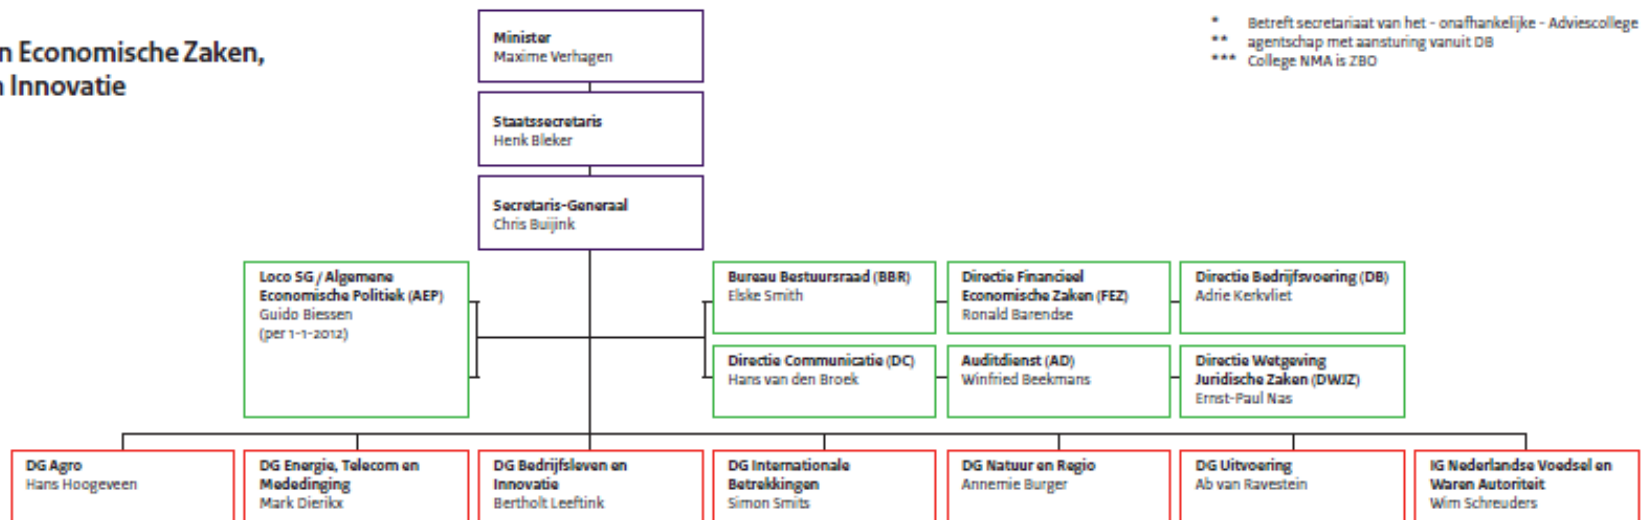 n Economische Zaken,
n Innovatie
* Betreft secretariaat van het - onafhankelijke - Adviescollege
** agentschap met aansturing vanuit DB
*** College NMA is ZBO
Minister
Maxime Verhagen
Staatssecretaris
Henk Bleker
Secretaris-Generaal
Chris Buijink
Loco SG / Algemene
Economische Politiek (AEP)
Guido Biessen
(per 1-1-2012)
Bureau Bestuursraad (BBR)
Elske Smith
Directie Financieel
Economische Zaken (FEZ)
Ronald Barendse
Directie Bedrijfsvoering (DB)
Adrie Kerkvliet
Directie Communicatie (DC)
Hans van den Broek
Auditdienst (AD)
Winfried Beekmans
Directie Wetgeving
Juridische Zaken (DWJZ)
Ernst-Paul Nas
DG Agro
Hans Hoogeveen
DG Energie, Telecom en
Mededinging
Mark Dierikx
DG Bedrijfsleven en
Innovatie
Bertholt Leeftink
DG Internationale
Betrekkingen
Simon Smits
DG Natuur en Regio
Annemie Burger
DG Uitvoering
Ab van Ravestein
IG Nederlandse Voedsel en
Waren Autoriteit
Wim Schreuders